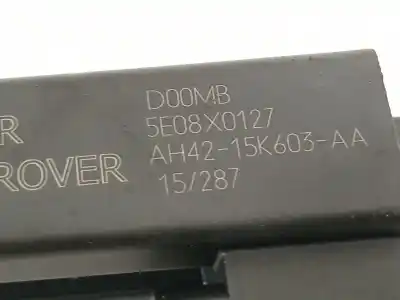 D00MB
5E08X0127
AH42-15K603-AA
15/287
ROVER